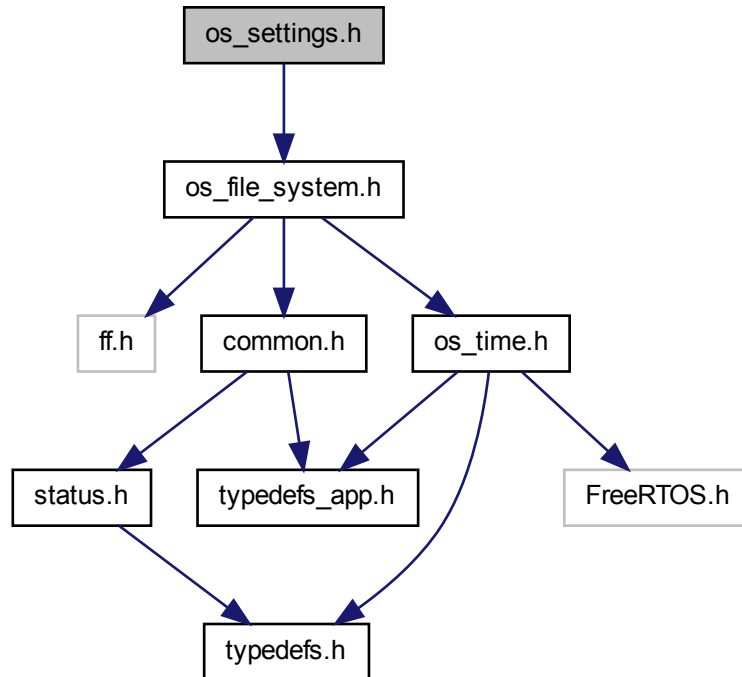 os_settings.h
os_file_system.h
ff.h
common.h
os_time.h
status.h
typedefs_app.h
FreeRTOS.h
typedefs.h